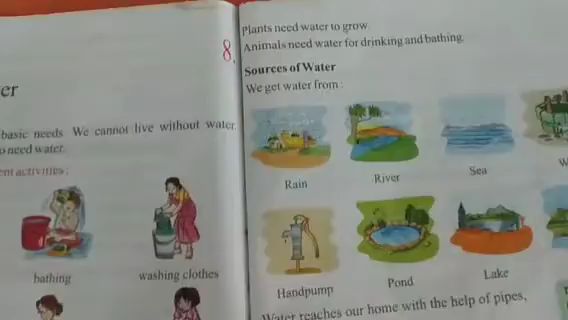 er
basic needs. We cannot live without water.
need water.
activities :
bathing
washing clothes
8.
Plants need water to grow.
Animals need water for drinking and bathing.
Sources of Water
We get water from :
Rain
River
Sea
Handpump
Pond
Lake
Water reaches our home with the help of pipes,